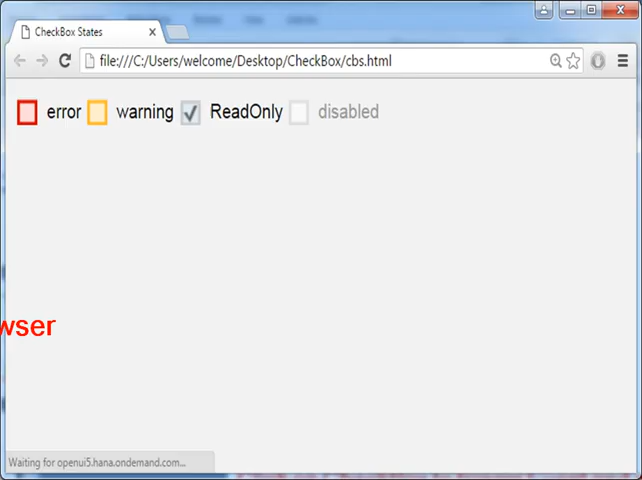 CheckBox States
file:///C:/Users/welcome/Desktop/CheckBox/cbs.html
error warning ReadOnly disabled
wser
Waiting for openui5.hana.ondemand.com...